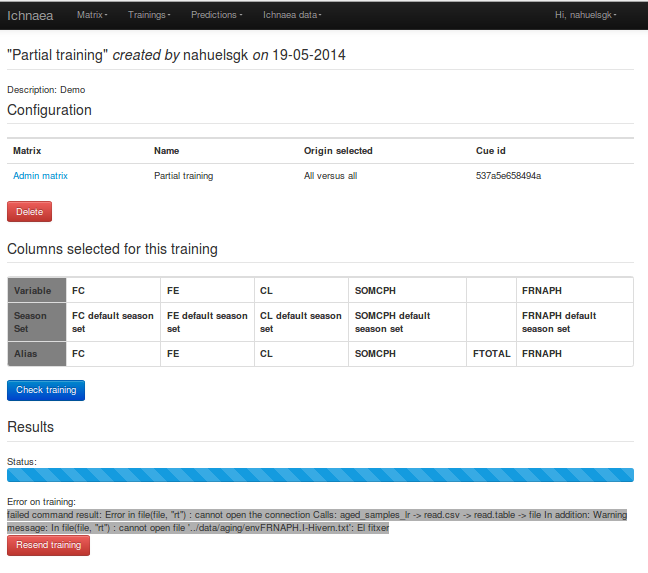 Ichnaea Matrix Trainings Predictions Ichnaea data Hi, nahuelsgk
"Partial training" created by nahuelsgk on 19-05-2014
Description: Demo
Configuration
Matrix Name Origin selected Cue id
Admin matrix Partial training All versus all 537a5e658494a
Delete
Columns selected for this training
Variable FC FE CL SOMCPH FRNAPH
Season Set FC default season set FE default season set CL default season set SOMCPH default season set FRNAPH default season set
Alias FC FE CL SOMCPH FTOTAL FRNAPH
Check training
Results
Status:
Error on training:
failed command result: Error in file(file, "rt") : cannot open the connection Calls: aged_samples_lr -> read.csv -> read.table -> file In addition: Warning
message: In file(file, "rt") : cannot open file '../data/aging/envFRNAPH.I-Hivern.txt': El fitxer
Resend training